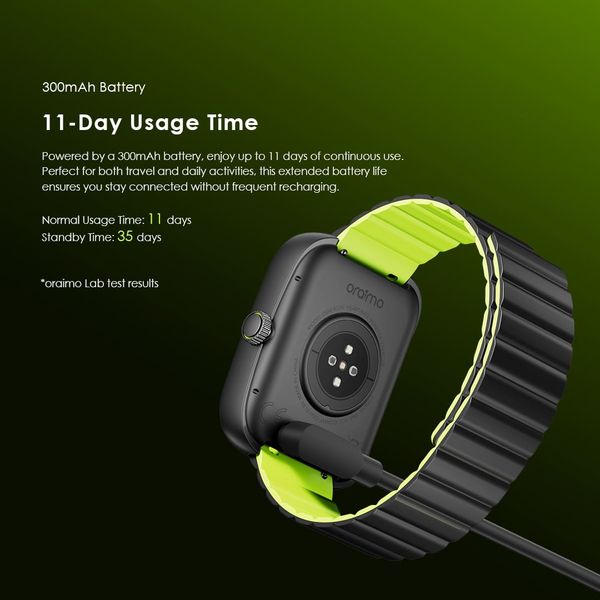 300mAh Battery
11-Day Usage Time
Powered by a 300mAh battery, enjoy up to 11 days of continuous use.
Perfect for both travel and daily activities, this extended battery life
ensures you stay connected without frequent recharging.
Normal Usage Time: 11 days
Standby Time: 35 days
*oraimo Lab test results
oraimo